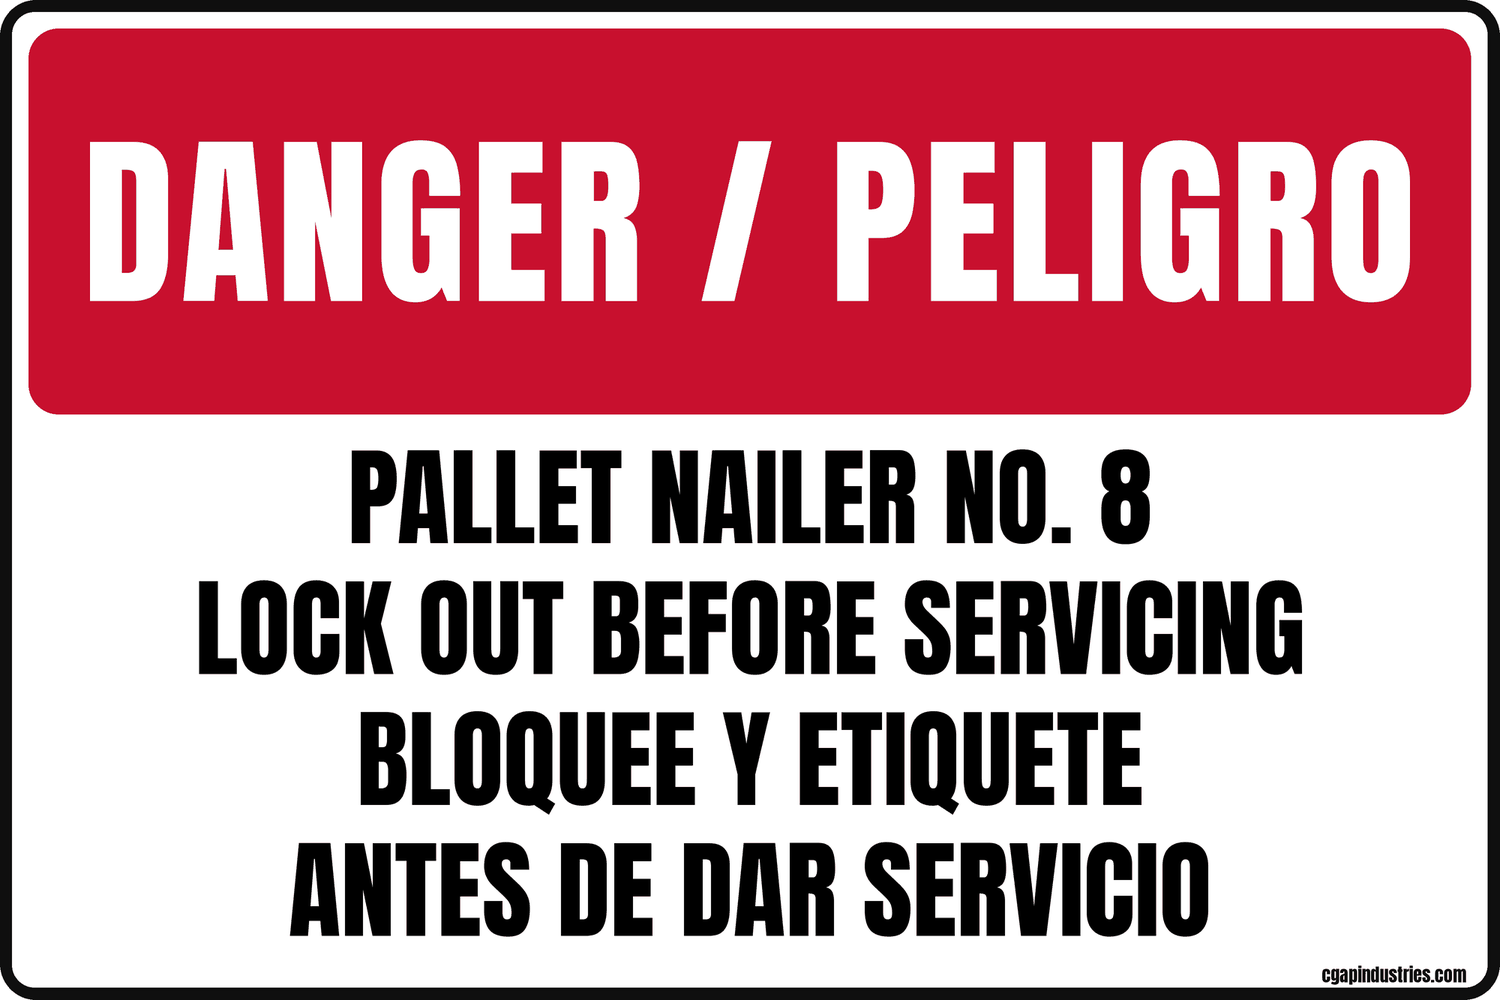 DANGER / PELIGRO
PALLET NAILER NO. 8
LOCK OUT BEFORE SERVICING
BLOQUEE Y ETIQUETE
ANTES DE DAR SERVICIO
cgapindustries.com